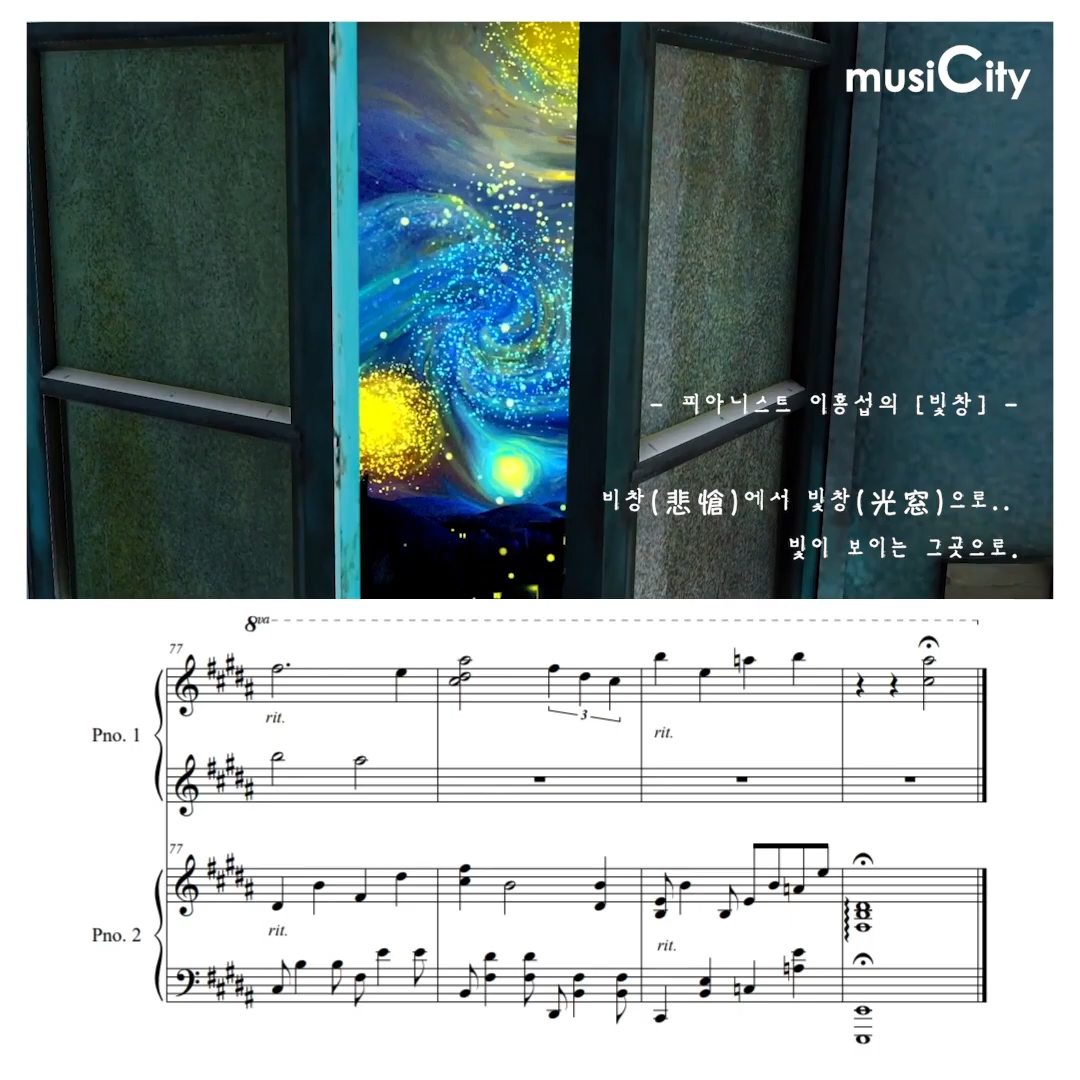 musiCity
- 피아니스트 이홍섭의 [빛창] -
비창(悲愴)에서 빛창(光窓)으로..
빛이 보이는 그곳으로.
8va
77
Pno. 1
rit.
3
rit.
77
Pno. 2
rit.
rit.